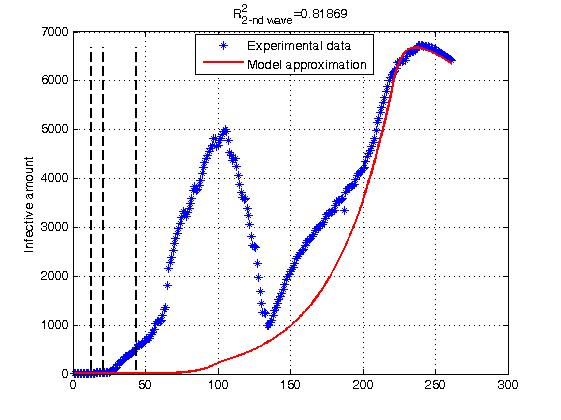 R²2-nd wave=0.81869
Experimental data
Model approximation
Infective amount
7000
6000
5000
4000
3000
2000
1000
0
0 50 100 150 200 250 300